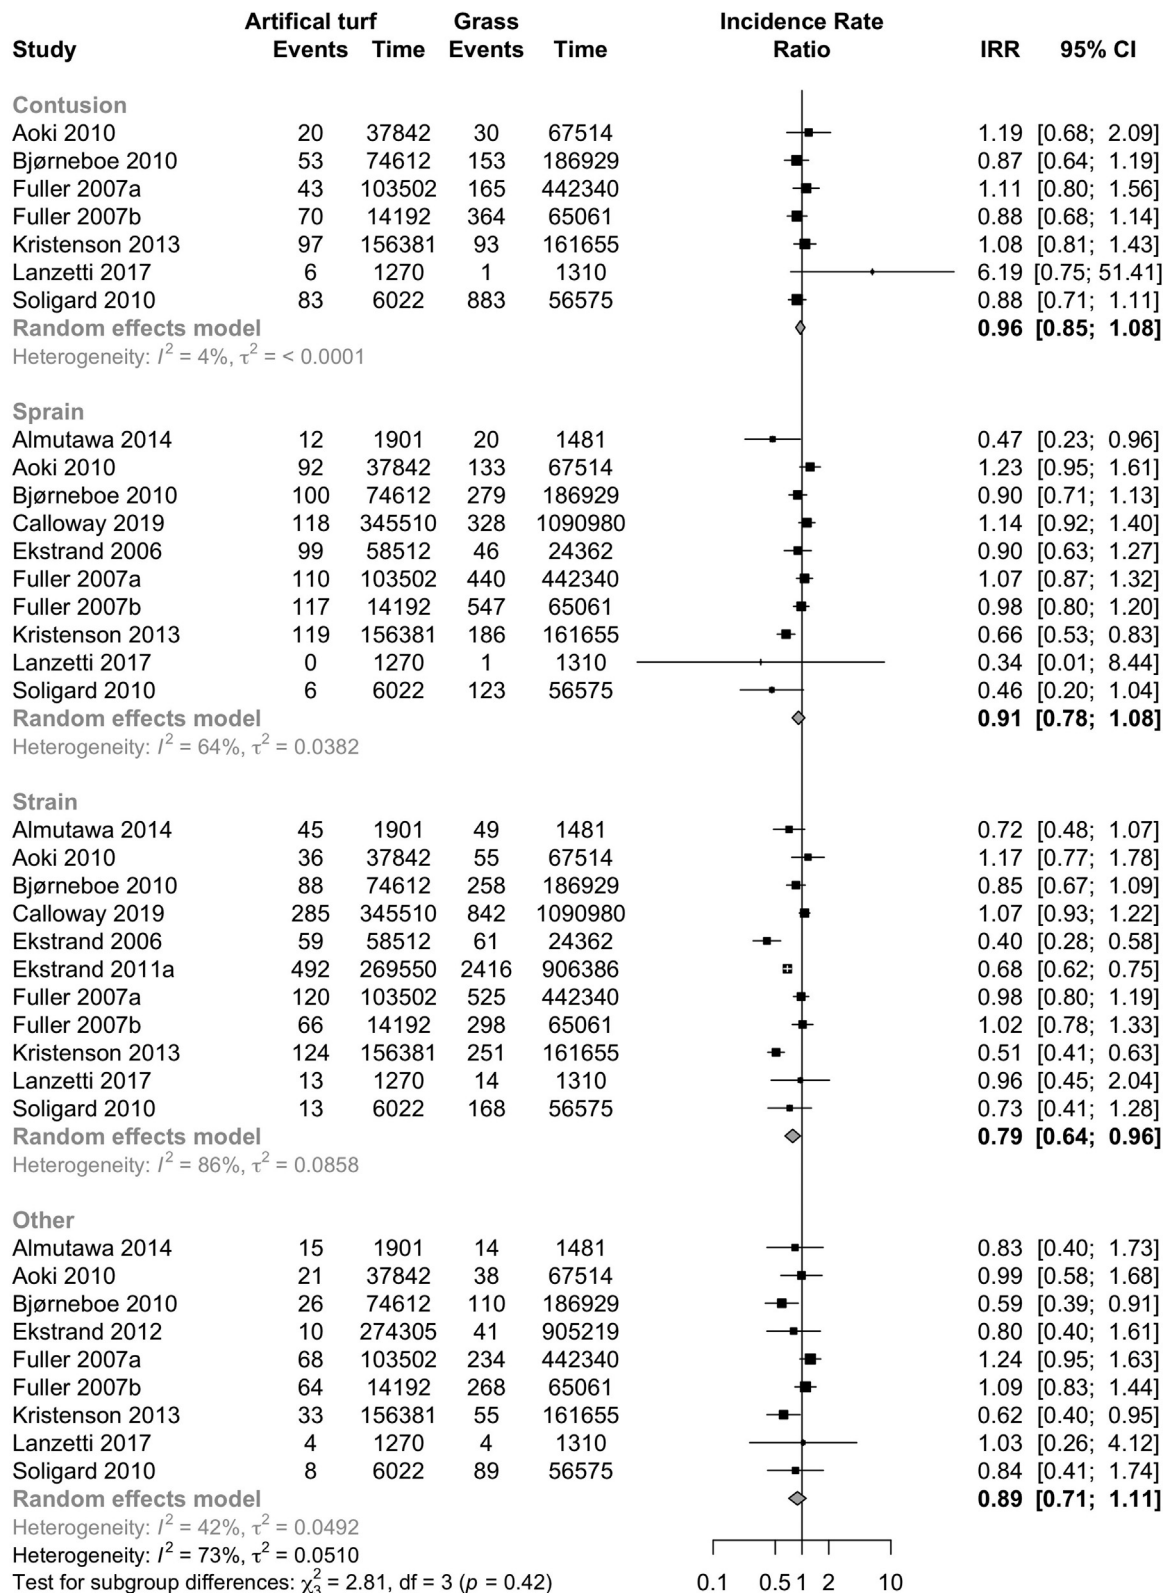 Artifical turf Grass Incidence Rate
Study Events Time Events Time Ratio IRR 95% CI
Contusion
Aoki 2010 20 37842 30 67514 1.19 [0.68; 2.09]
Bjørneboe 2010 53 74612 153 186929 0.87 [0.64; 1.19]
Fuller 2007a 43 103502 165 442340 1.11 [0.80; 1.56]
Fuller 2007b 70 14192 364 65061 0.88 [0.68; 1.14]
Kristenson 2013 97 156381 93 161655 1.08 [0.81; 1.43]
Lanzetti 2017 6 1270 1 1310 6.19 [0.75; 51.41]
Soligard 2010 83 6022 883 56575 0.88 [0.71; 1.11]
Random effects model 0.96 [0.85; 1.08]
Heterogeneity: I² = 4%, τ² = < 0.0001
Sprain
Almutawa 2014 12 1901 20 1481 0.47 [0.23; 0.96]
Aoki 2010 92 37842 133 67514 1.23 [0.95; 1.61]
Bjørneboe 2010 100 74612 279 186929 0.90 [0.71; 1.13]
Calloway 2019 118 345510 328 1090980 1.14 [0.92; 1.40]
Ekstrand 2006 99 58512 46 24362 0.90 [0.63; 1.27]
Fuller 2007a 110 103502 440 442340 1.07 [0.87; 1.32]
Fuller 2007b 117 14192 547 65061 0.98 [0.80; 1.20]
Kristenson 2013 119 156381 186 161655 0.66 [0.53; 0.83]
Lanzetti 2017 0 1270 1 1310 0.34 [0.01; 8.44]
Soligard 2010 6 6022 123 56575 0.46 [0.20; 1.04]
Random effects model 0.91 [0.78; 1.08]
Heterogeneity: I² = 64%, τ² = 0.0382
Strain
Almutawa 2014 45 1901 49 1481 0.72 [0.48; 1.07]
Aoki 2010 36 37842 55 67514 1.17 [0.77; 1.78]
Bjørneboe 2010 88 74612 258 186929 0.85 [0.67; 1.09]
Calloway 2019 285 345510 842 1090980 1.07 [0.93; 1.22]
Ekstrand 2006 59 58512 61 24362 0.40 [0.28; 0.58]
Ekstrand 2011a 492 269550 2416 906386 0.68 [0.62; 0.75]
Fuller 2007a 120 103502 525 442340 0.98 [0.80; 1.19]
Fuller 2007b 66 14192 298 65061 1.02 [0.78; 1.33]
Kristenson 2013 124 156381 251 161655 0.51 [0.41; 0.63]
Lanzetti 2017 13 1270 14 1310 0.96 [0.45; 2.04]
Soligard 2010 13 6022 168 56575 0.73 [0.41; 1.28]
Random effects model 0.79 [0.64; 0.96]
Heterogeneity: I² = 86%, τ² = 0.0858
Other
Almutawa 2014 15 1901 14 1481 0.83 [0.40; 1.73]
Aoki 2010 21 37842 38 67514 0.99 [0.58; 1.68]
Bjørneboe 2010 26 74612 110 186929 0.59 [0.39; 0.91]
Ekstrand 2012 10 274305 41 905219 0.80 [0.40; 1.61]
Fuller 2007a 68 103502 234 442340 1.24 [0.95; 1.63]
Fuller 2007b 64 14192 268 65061 1.09 [0.83; 1.44]
Kristenson 2013 33 156381 55 161655 0.62 [0.40; 0.95]
Lanzetti 2017 4 1270 4 1310 1.03 [0.26; 4.12]
Soligard 2010 8 6022 89 56575 0.84 [0.41; 1.74]
Random effects model 0.89 [0.71; 1.11]
Heterogeneity: I² = 42%, τ² = 0.0492
Heterogeneity: I² = 73%, τ² = 0.0510
Test for subgroup differences: χ²₃ = 2.81, df = 3 (p = 0.42) 0.1 0.5 1 2 10